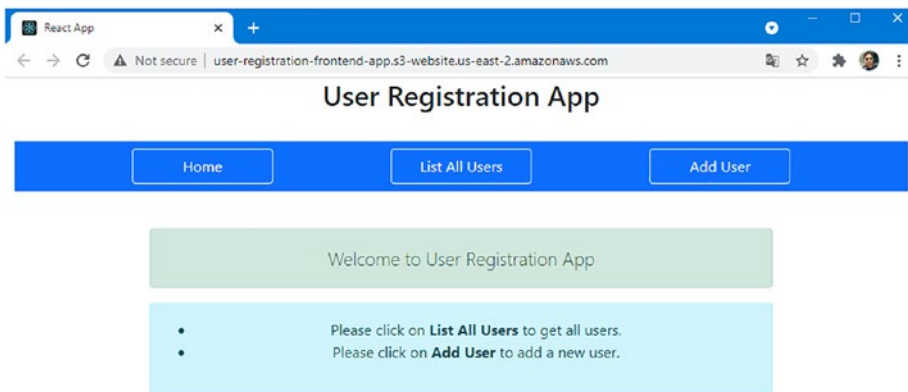 React App
Not secure | user-registration-frontend-app.s3-website.us-east-2.amazonaws.com
User Registration App
Home List All Users Add User
Welcome to User Registration App
• Please click on List All Users to get all users.
• Please click on Add User to add a new user.